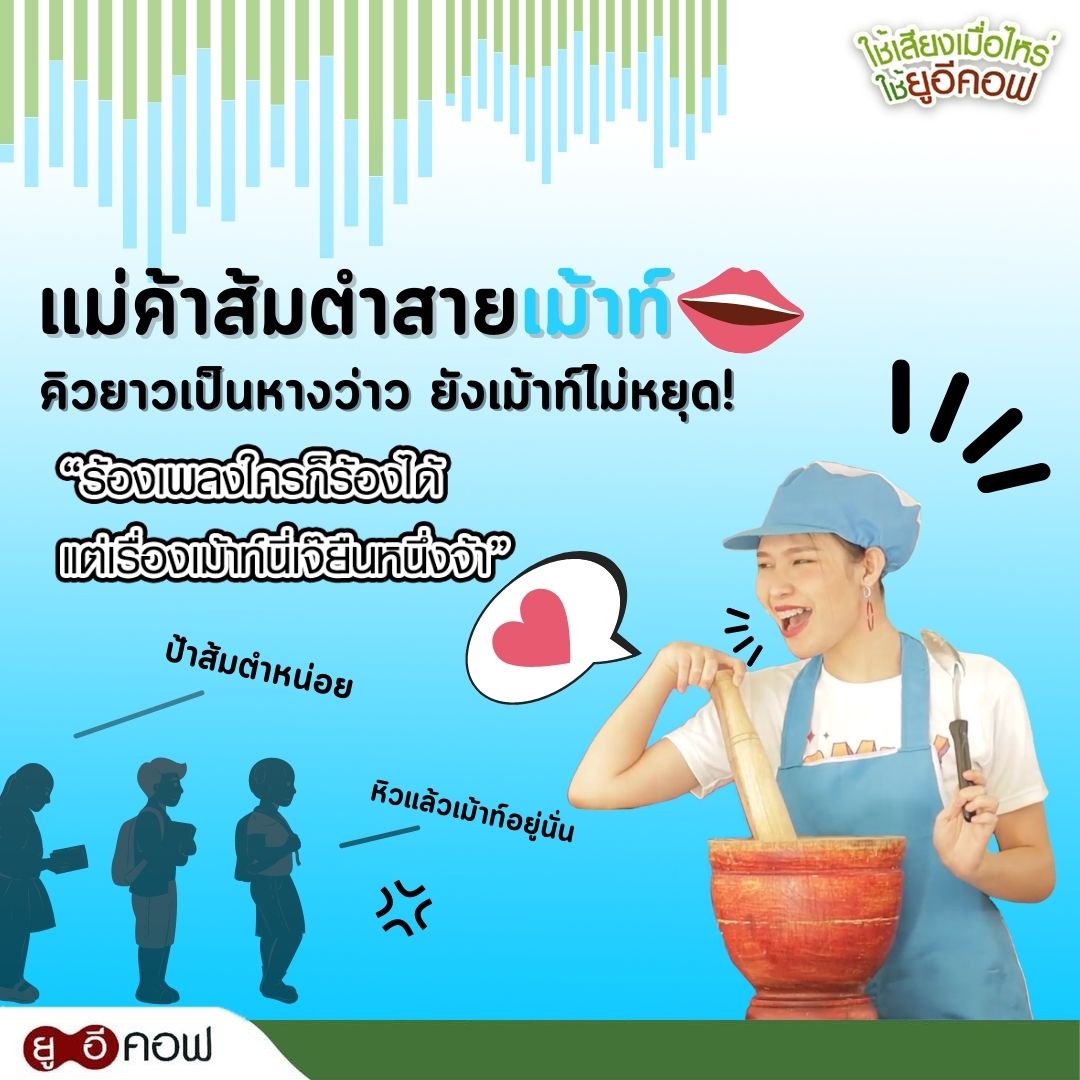 ใช้เสียงเมื่อไหร่
ใช้ยูอีคอฟ
แม่ค้าส้มตำสายเม้าท์
คิวยาวเป็นหางว่าว ยังเม้าท์ไม่หยุด!
“ร้องเพลงใครก็ร้องได้
แต่เรื่องเม้าท์นี่เจ๊ยืนหนึ่งจ้า”
ป้าส้มตำหน่อย
หิวแล้วเม้าท์อยู่นั่น
ยู อี คอฟ